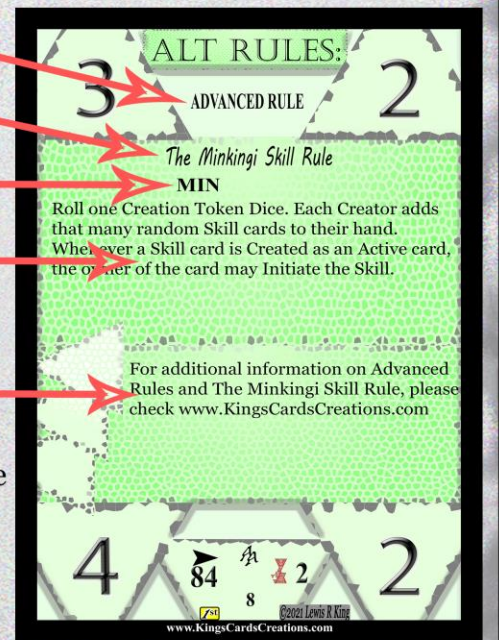 ALT RULES:
3
2
ADVANCED RULE
The Minkingi Skill Rule
MIN
Roll one Creation Token Dice. Each Creator adds
that many random Skill cards to their hand.
Whenever a Skill card is Created as an Active card,
the owner of the card may Initiate the Skill.
For additional information on Advanced
Rules and The Minkingi Skill Rule, please
check www.KingsCardsCreations.com
e
4
84
2
2
8
1st
©2021 Lewis R King
www.KingsCardsCreations.com